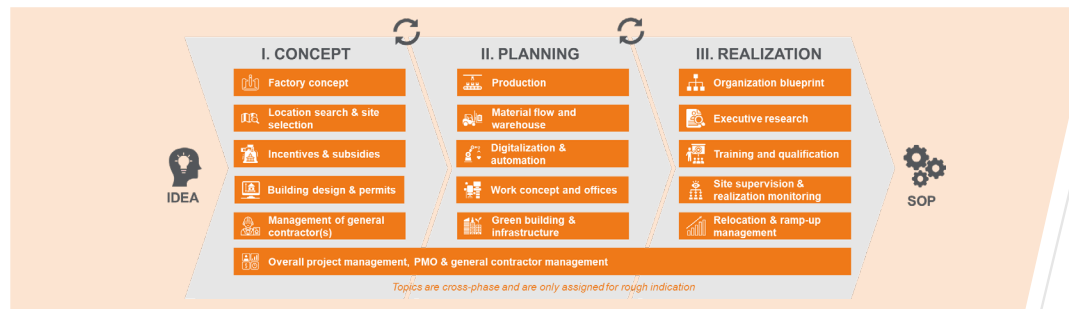 I. CONCEPT
Factory concept
Location search & site
selection
Incentives & subsidies
Building design & permits
Management of general
contractor(s)
II. PLANNING
Production
Material flow and
warehouse
Digitalization &
automation
Work concept and offices
Green building &
infrastructure
III. REALIZATION
Organization blueprint
Executive research
Training and qualification
Site supervision &
realization monitoring
Relocation & ramp-up
management
IDEA
SOP
Overall project management, PMO & general contractor management
Topics are cross-phase and are only assigned for rough indication